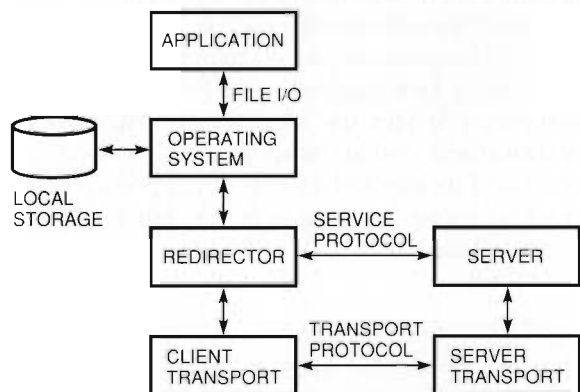 APPLICATION
FILE I/O
OPERATING
SYSTEM
LOCAL
STORAGE
SERVICE
PROTOCOL
REDIRECTOR
SERVER
TRANSPORT
PROTOCOL
CLIENT
TRANSPORT
SERVER
TRANSPORT